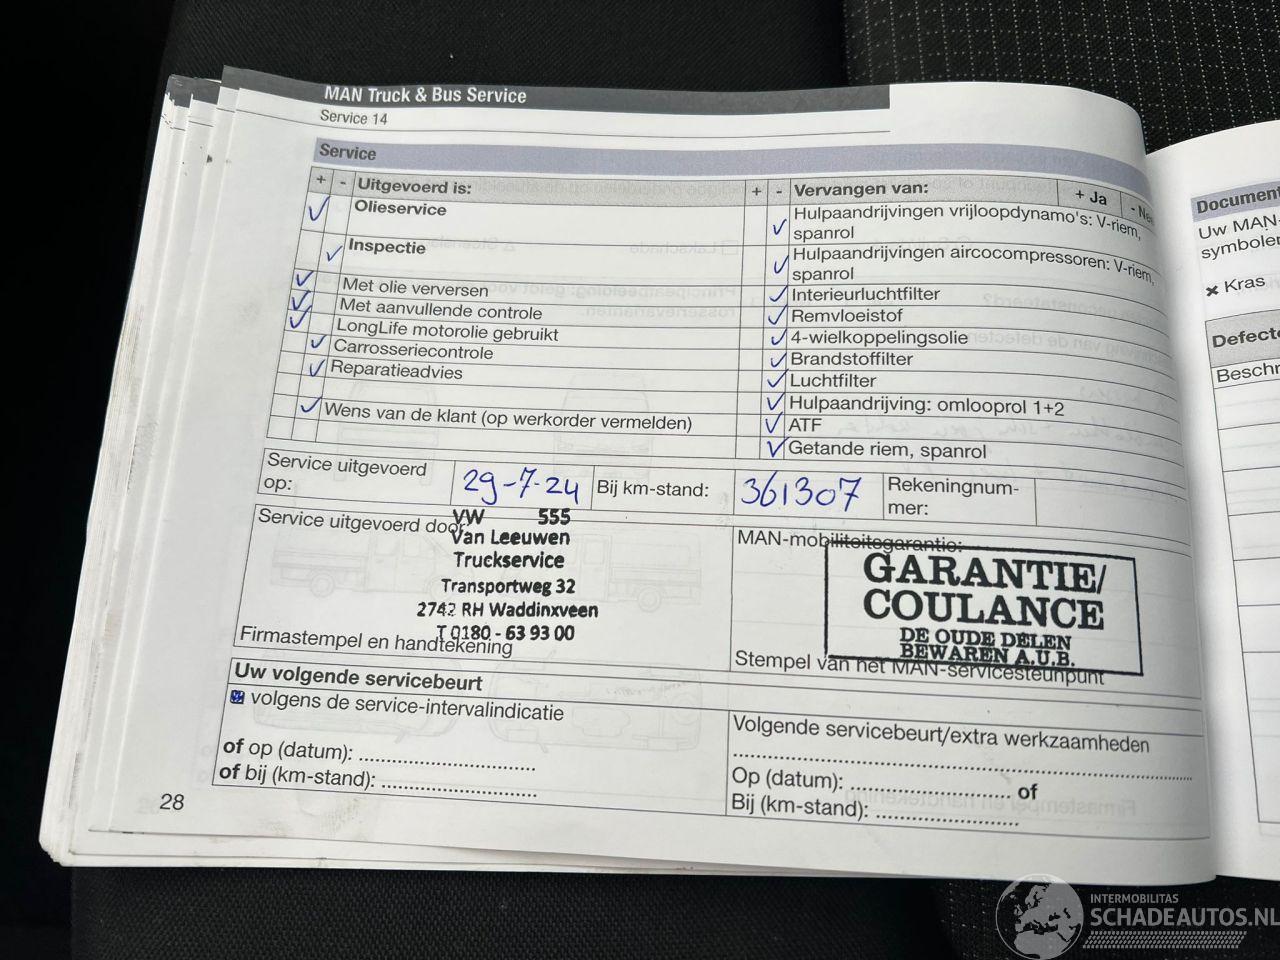 MAN Truck & Bus Service
Service 14
Service
+ - Uitgevoerd is:
Olieservice
Inspectie
Met olie verversen
Met aanvullende controle
LongLife motorolie gebruikt
Carrosseriecontrole
Reparatieadvies
Wens van de klant (op werkorder vermelden)
+ - Vervangen van: + Ja -
Hulpaandrijvingen vrijloopdynamo's: V-riem,
spanrol
Hulpaandrijvingen aircocompressoren: V-riem,
spanrol
Interieurluchtfilter
Remvloeistof
4-wielkoppelingsolie
Brandstoffilter
Luchtfilter
Hulpaandrijving: omlooprol 1+2
ATF
Getande riem, spanrol
Service uitgevoerd
op:
29-7-24
Bij km-stand:
361307
Rekeningnum-
mer:
Service uitgevoerd door
VW 555
Van Leeuwen
Truckservice
Transportweg 32
2742 RH Waddinxveen
T 0180 - 63 93 00
Firmastempel en handtekening
MAN-mobiliteitsgarantie:
GARANTIE/
COULANCE
DE OUDE DELEN
BEWAREN A.U.B.
Stempel van het MAN-servicesteunpunt
Uw volgende servicebeurt
volgens de service-intervalindicatie
of op (datum): ..............................
of bij (km-stand): ..........................
Volgende servicebeurt/extra werkzaamheden
Op (datum): ........................... of
Bij (km-stand): ........................
28
Document
Uw MAN-
symbolen
× Kras
Defecte
Beschr
INTERMOBILITAS
SCHADEAUTOS.NL